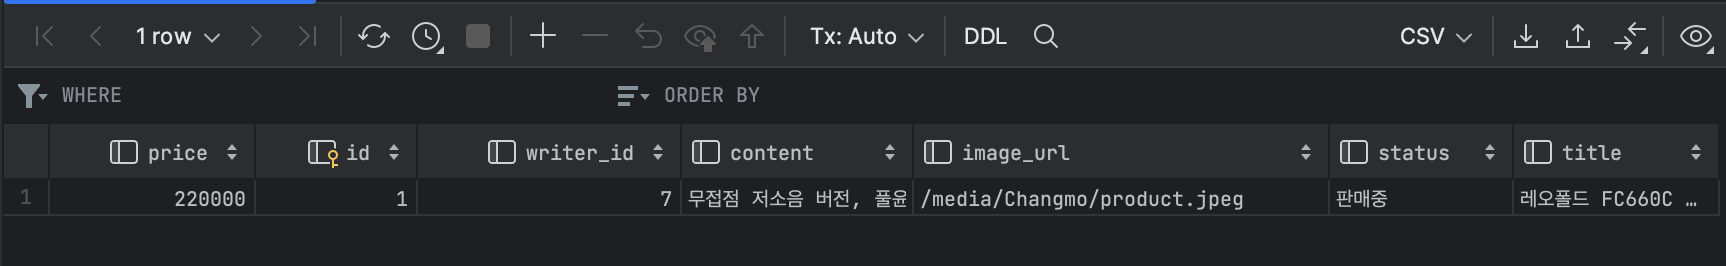 1 row Tx: Auto DDL CSV
WHERE ORDER BY
price id writer_id content image_url status title
1 220000 1 7 무접점 저소음 버전, 풀윤 /media/Changmo/product.jpeg 판매중 레오폴드 FC660C …